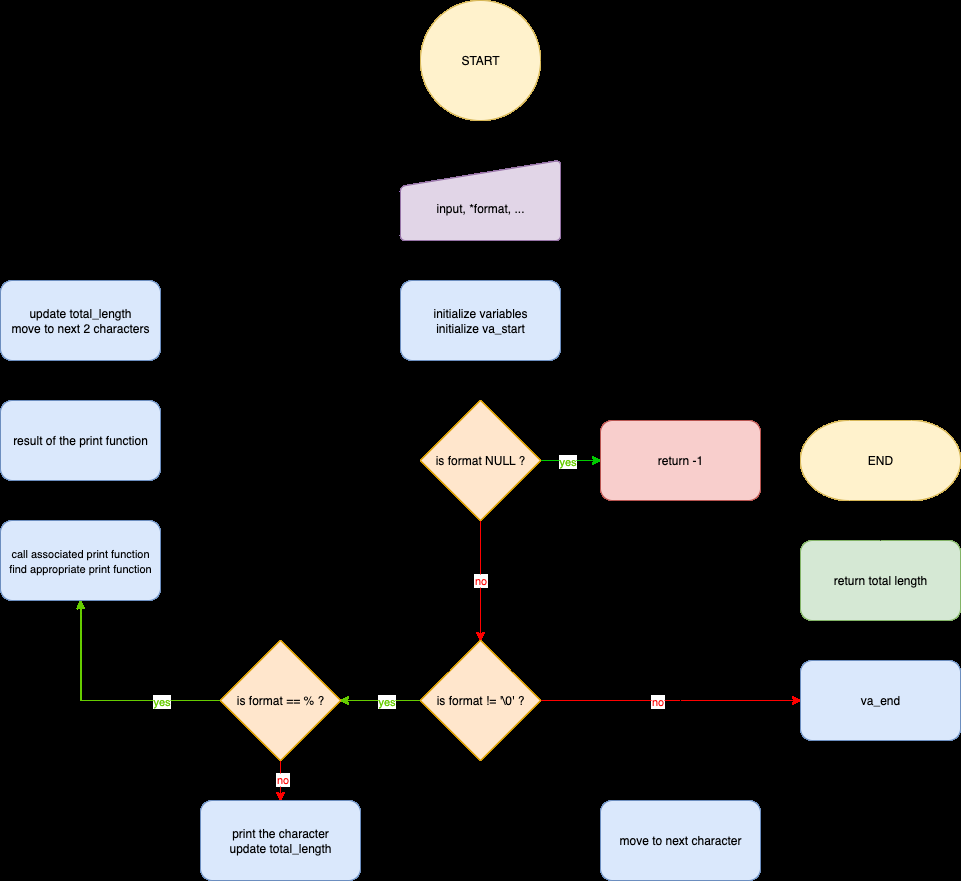 START
input, *format, ...
update total_length
move to next 2 characters
initialize variables
initialize va_start
result of the print function
is format NULL ?
yes
return -1
END
call associated print function
find appropriate print function
no
return total length
yes
is format == % ?
yes
is format != '\0' ?
no
va_end
no
print the character
update total_length
move to next character